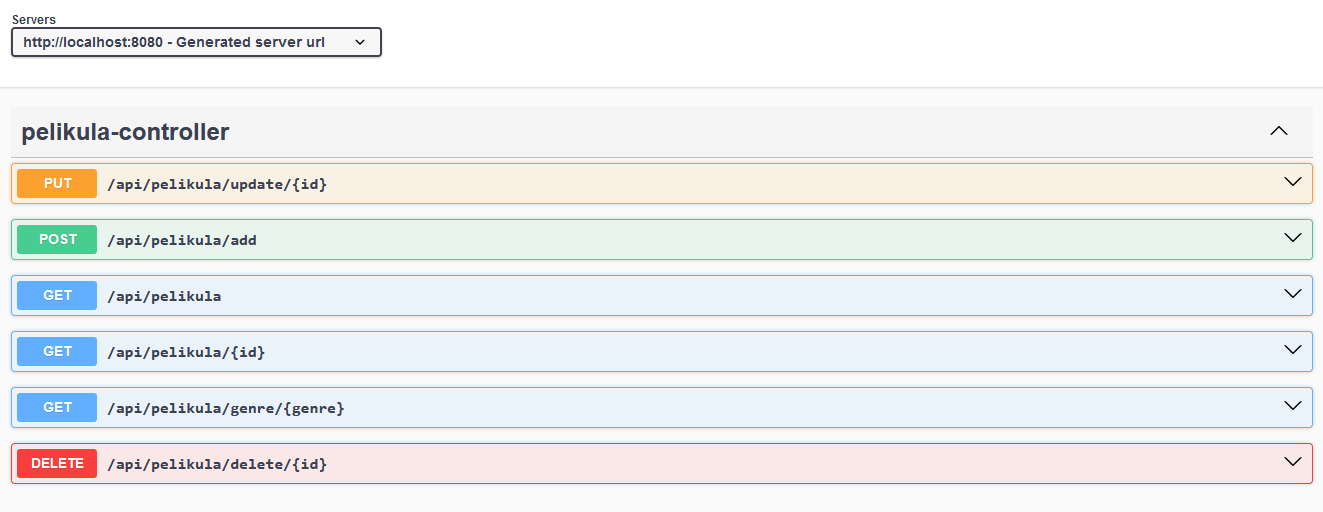 Servers
http://localhost:8080 - Generated server url
pelikula-controller
PUT /api/pelikula/update/{id}
POST /api/pelikula/add
GET /api/pelikula
GET /api/pelikula/{id}
GET /api/pelikula/genre/{genre}
DELETE /api/pelikula/delete/{id}